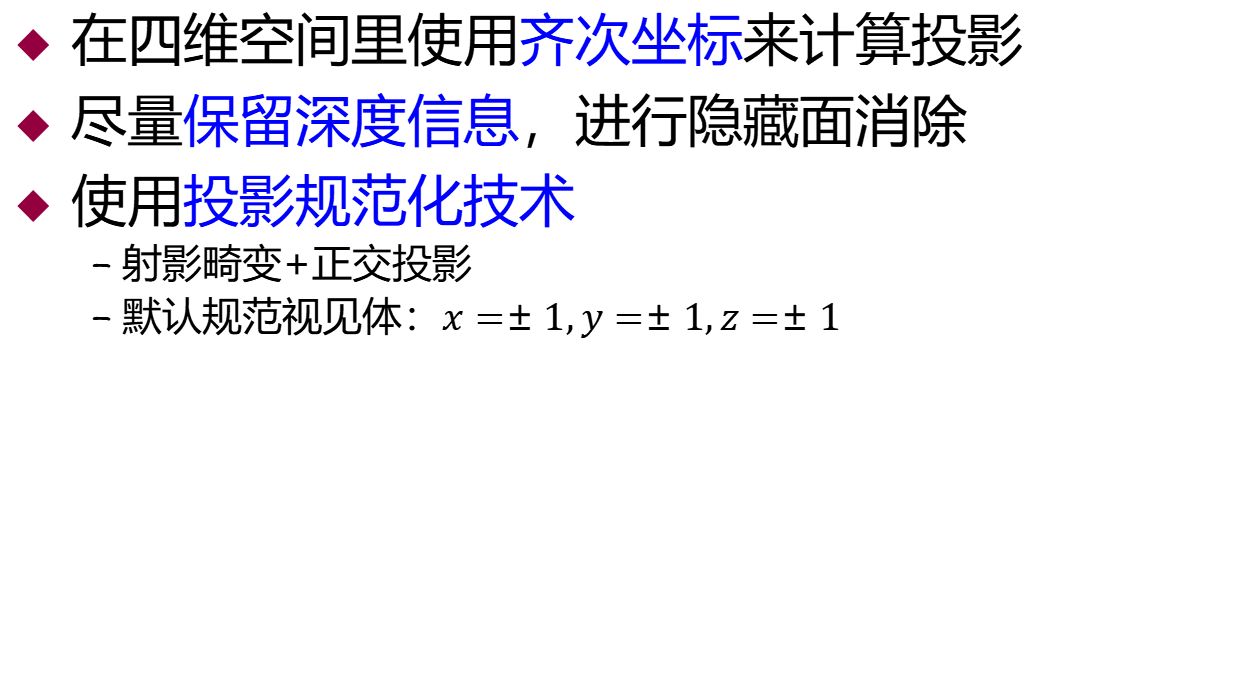 ◆ 在四维空间里使用齐次坐标来计算投影
◆ 尽量保留深度信息，进行隐藏面消除
◆ 使用投影规范化技术
– 射影畸变+正交投影
– 默认规范视见体：x =± 1, y =± 1, z =± 1